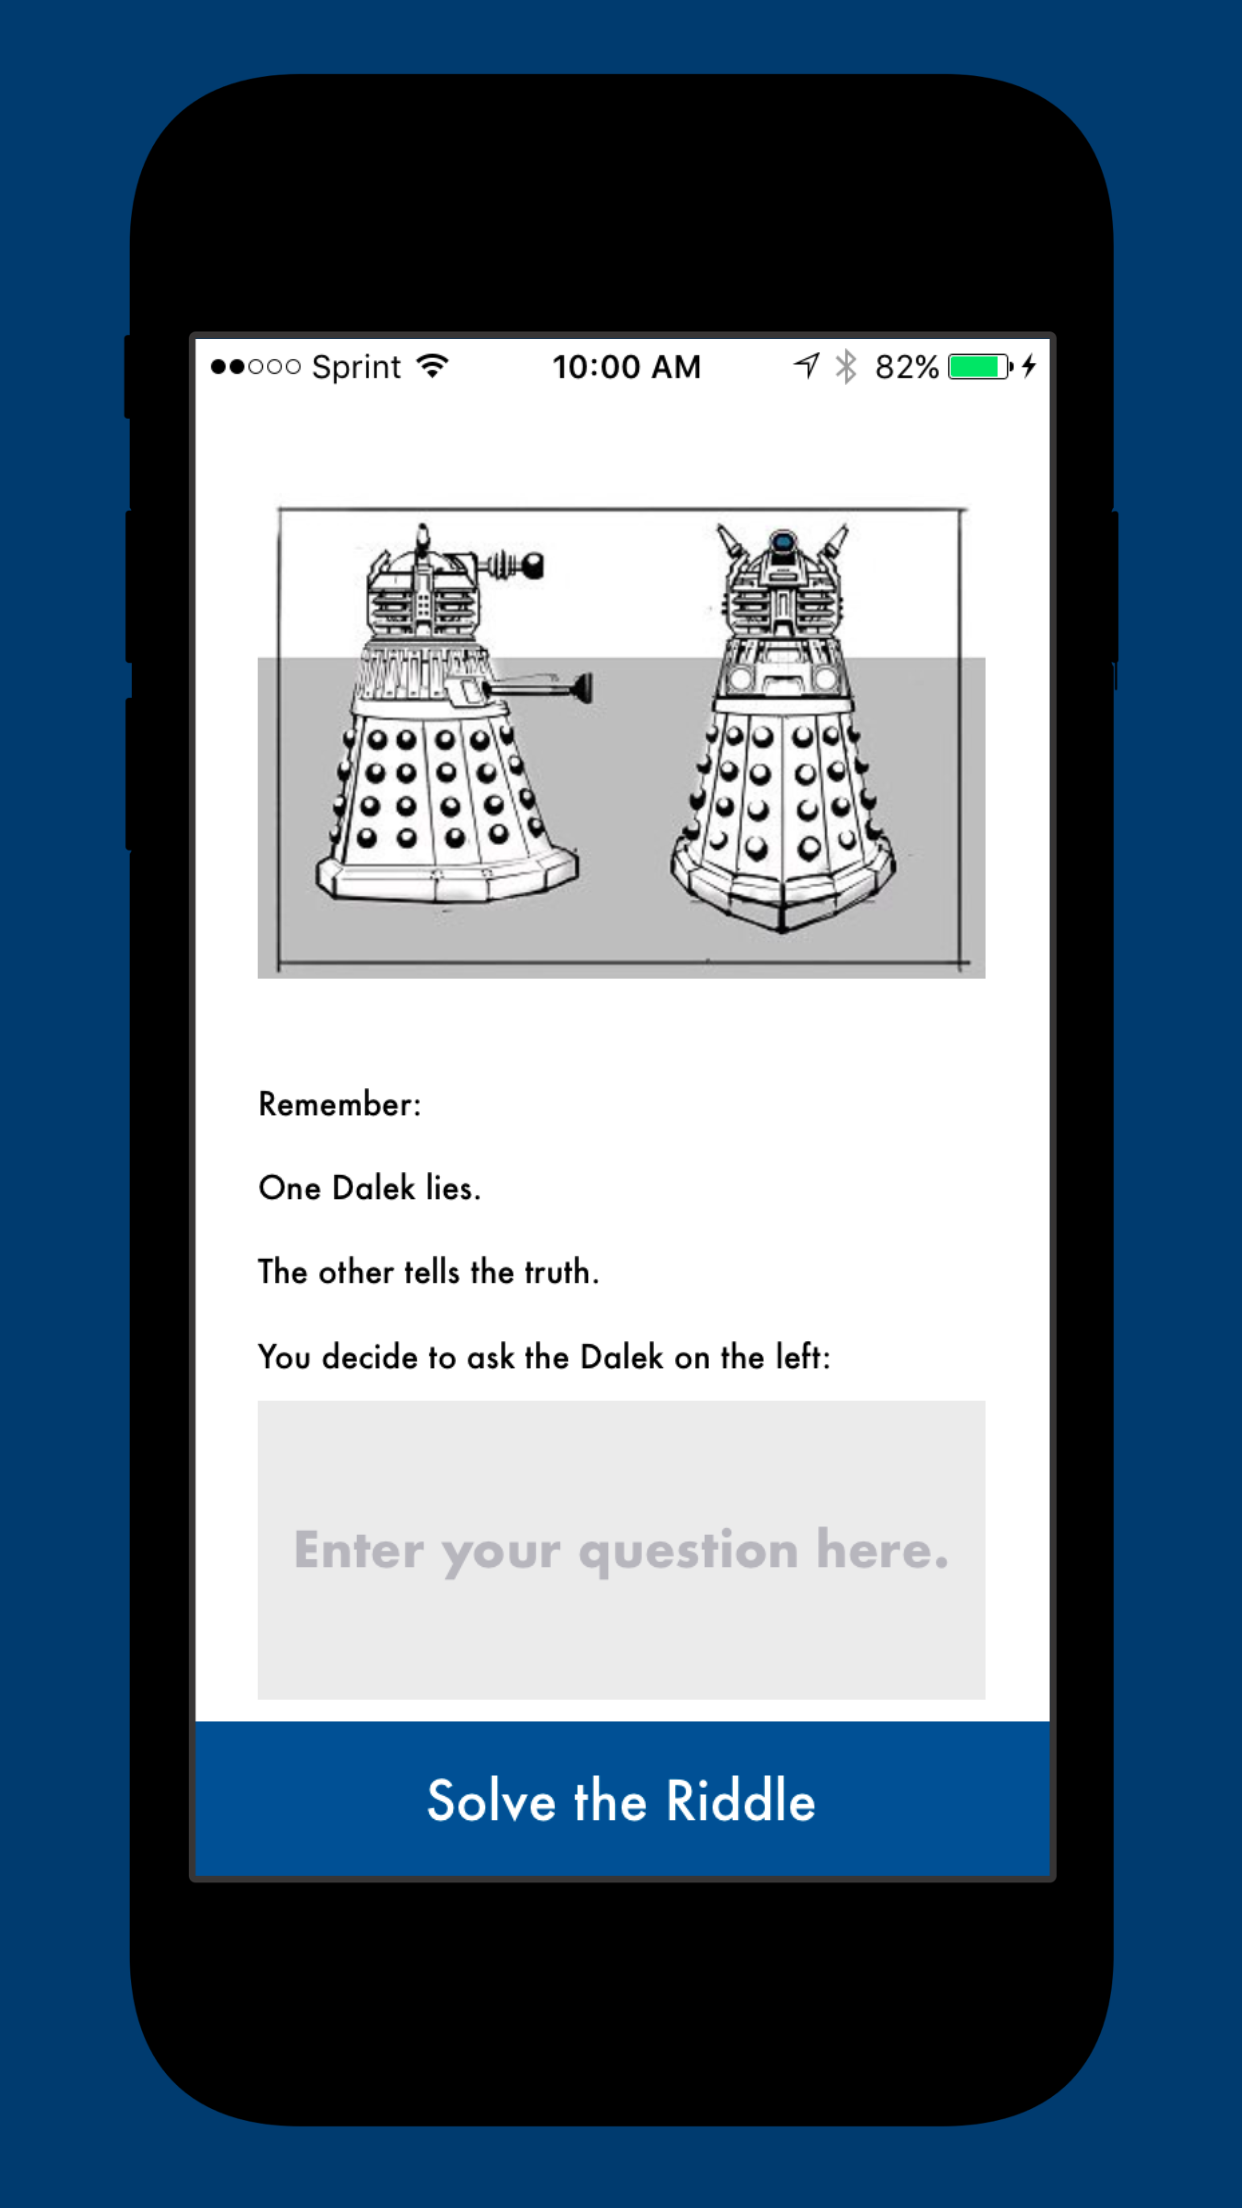 Sprint 10:00 AM 82%
Remember:
One Dalek lies.
The other tells the truth.
You decide to ask the Dalek on the left:
Enter your question here.
Solve the Riddle